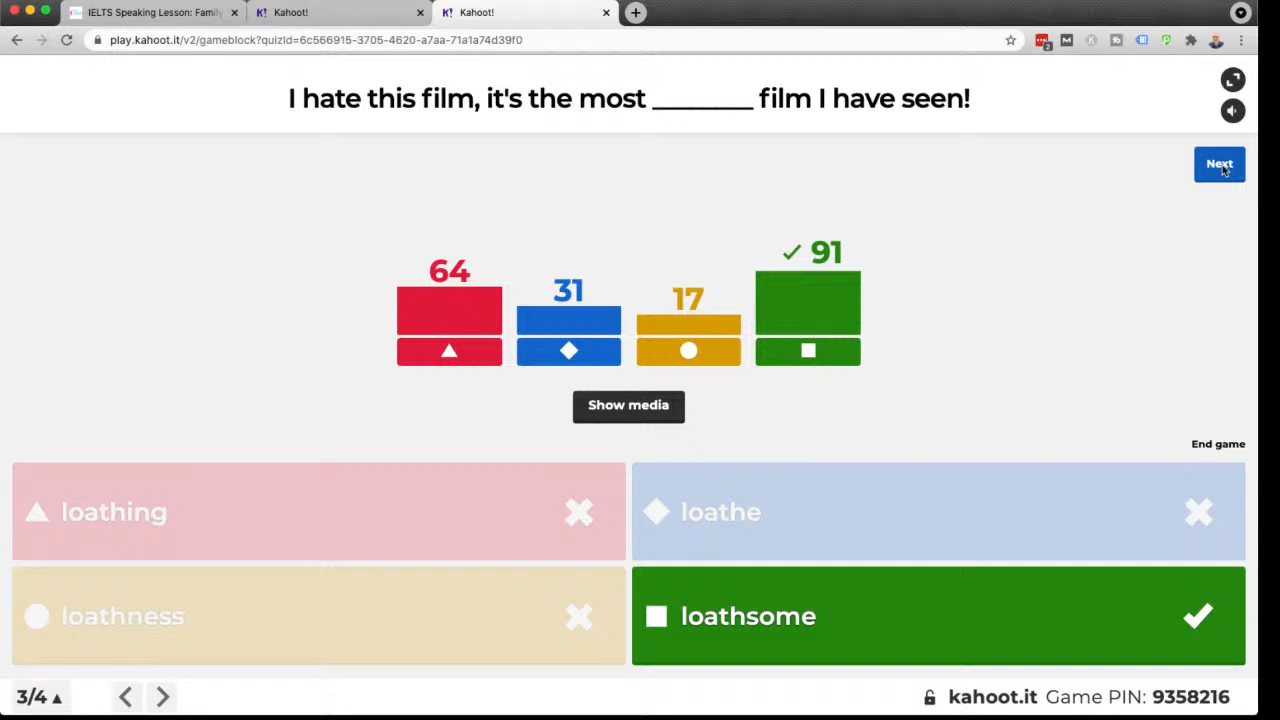 IELTS Speaking Lesson: Family
Kahoot!
Kahoot!
play.kahoot.it/v2/gameblock?quizId=6c566915-3705-4620-a7aa-71a1a74d39f0
I hate this film, it's the most ________ film I have seen!
Next
64
31
17
91
Show media
End game
loathing
loathe
loathness
loathsome
3/4
kahoot.it Game PIN: 9358216